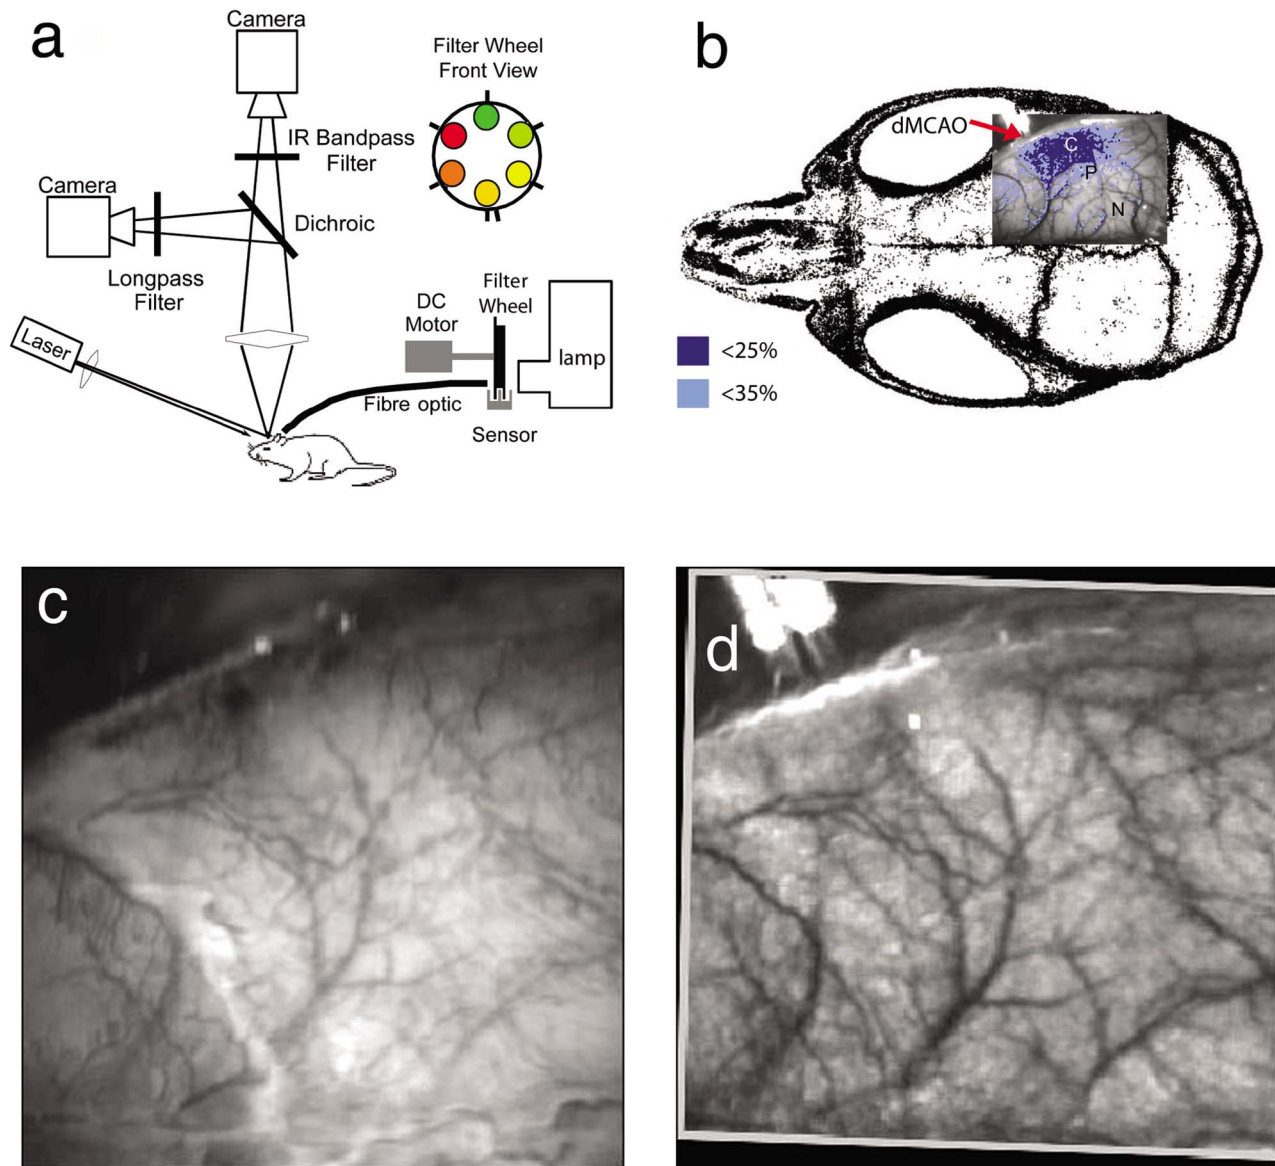 a
Camera
Filter Wheel
Front View
IR Bandpass
Filter
Camera
Dichroic
Longpass
Filter
Filter
Wheel
DC
Motor
lamp
Laser
Fibre optic
Sensor
b
dMCAO
C
P
N
<25%
<35%
c
d